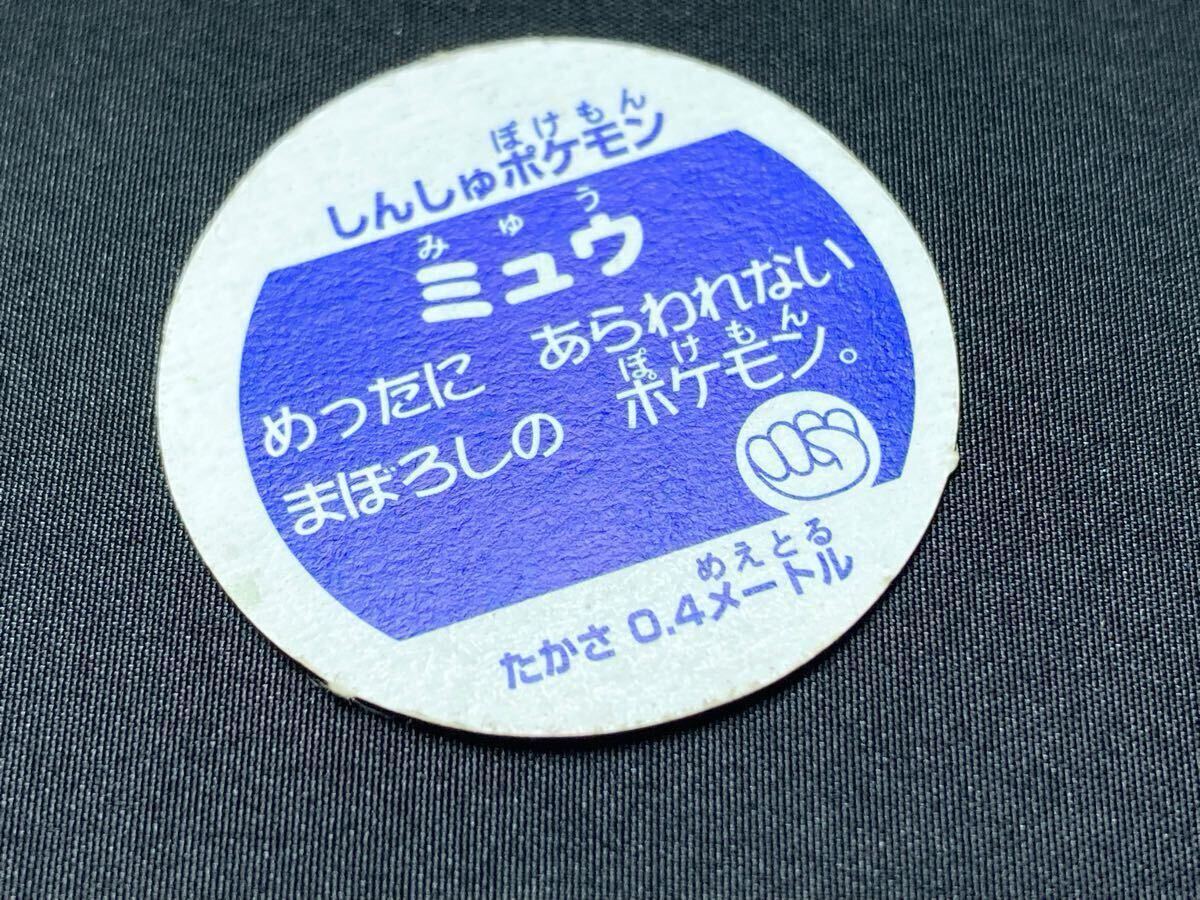 ぽけもん
しんしゅポケモン
みゅう
ミュウ
めったに あらわれない
ぽけもん
まぼろしの ポケモン。
めえとる
たかさ 0.4メートル